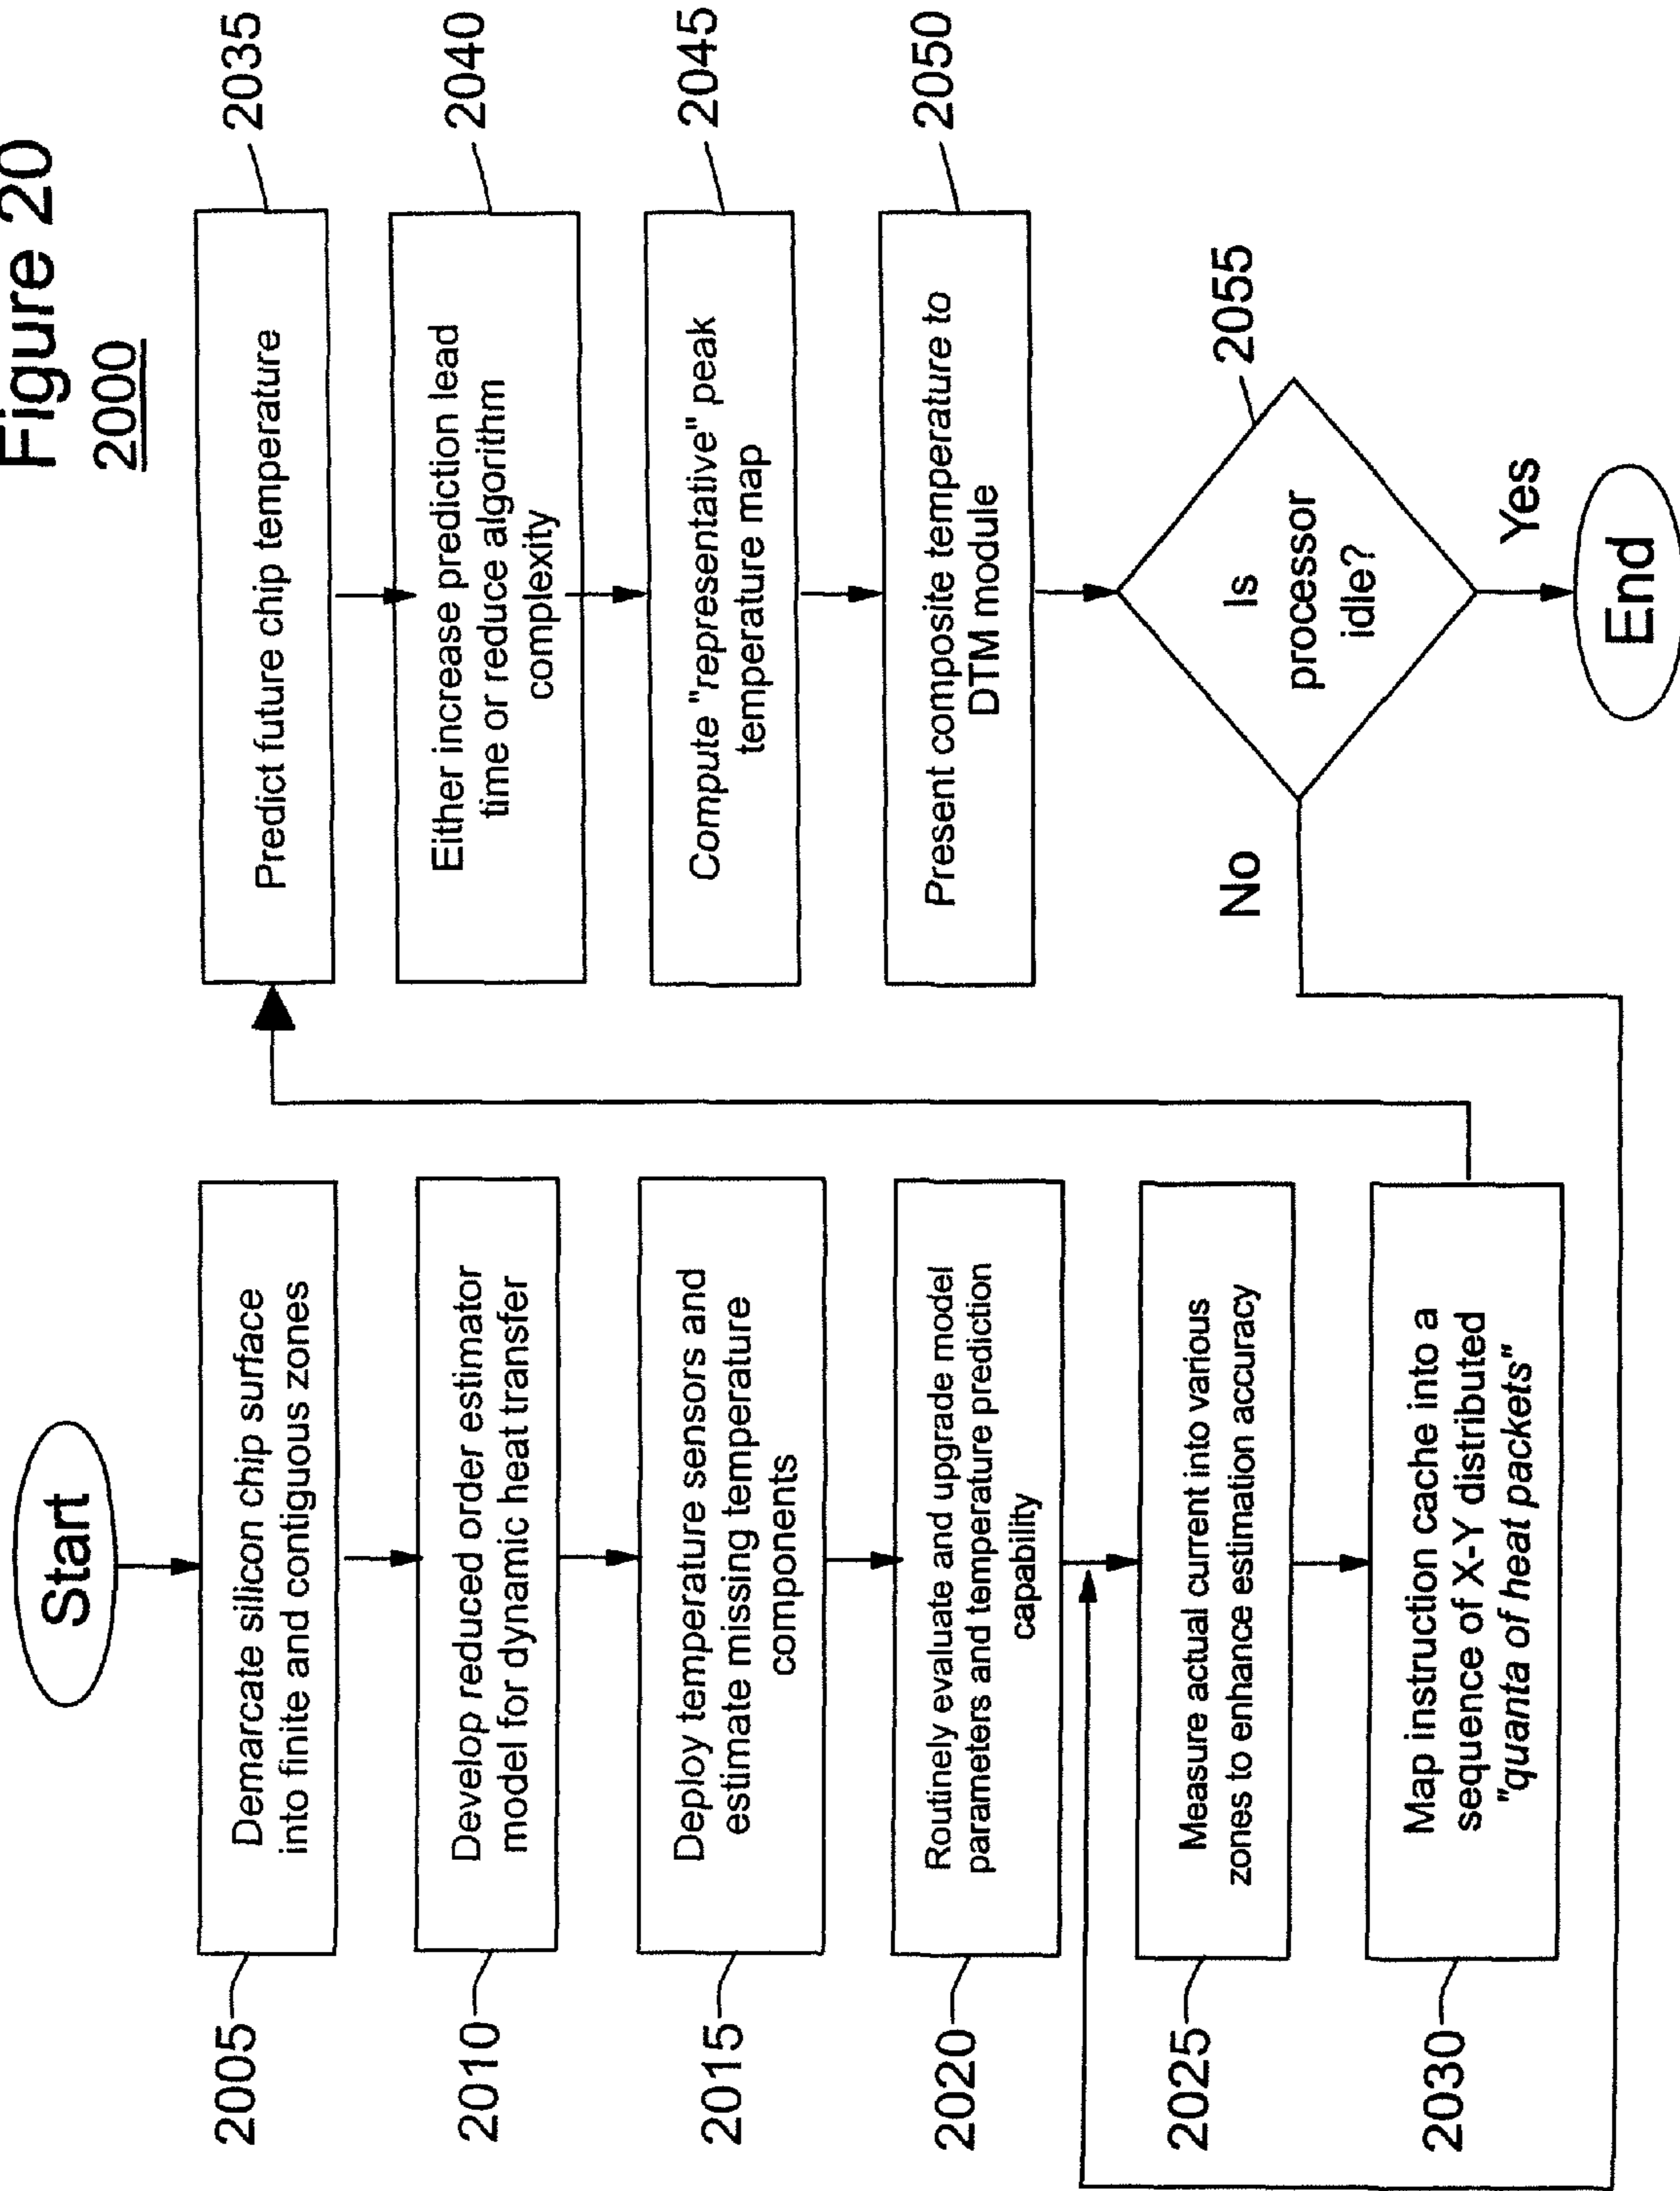 Figure 20
2000
Start
2005
Demarcate silicon chip surface
into finite and contiguous zones
2010
Develop reduced order estimator
model for dynamic heat transfer
2015
Deploy temperature sensors and
estimate missing temperature
components
2020
Routinely evaluate and upgrade model
parameters and temperature prediction
capability
2025
Measure actual current into various
zones to enhance estimation accuracy
2030
Map instruction cache into a
sequence of X-Y distributed
"quanta of heat packets"
2035
Predict future chip temperature
2040
Either increase prediction lead
time or reduce algorithm
complexity
2045
Compute "representative" peak
temperature map
2050
Present composite temperature to
DTM module
2055
Is
processor
idle?
No
Yes
End